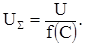 U_Σ = U / f(C).